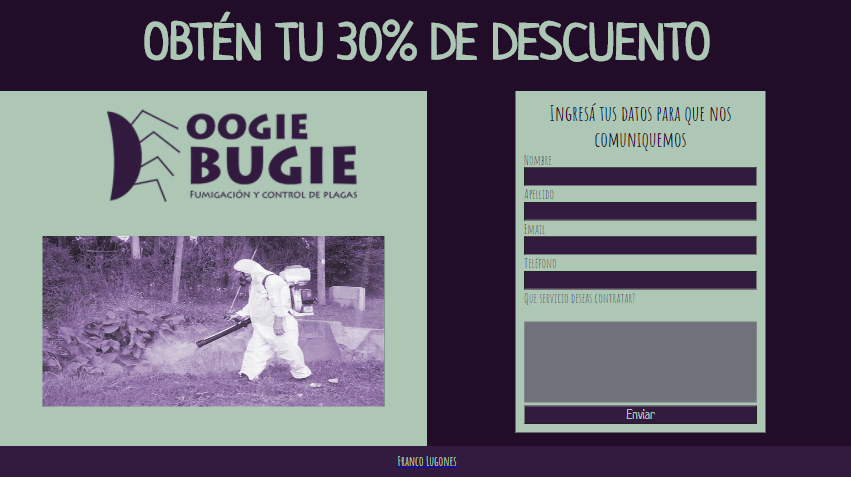 OBTÉN TU 30% DE DESCUENTO
OOGIE
BUGIE
FUMIGACIÓN Y CONTROL DE PLAGAS
Ingresá tus datos para que nos
comuniquemos
Nombre
Apellido
Email
Teléfono
Que servicio deseas contratar?
Enviar
Franco Lugones